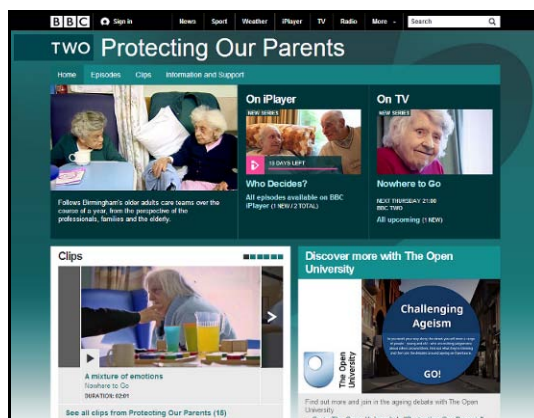 BBC Sign in News Sport Weather iPlayer TV Radio More Search
TWO Protecting Our Parents
Home Episodes Clips Information and Support
On iPlayer
NEW SERIES
13 DAYS LEFT
Who Decides?
All episodes available on BBC
iPlayer (1 NEW / 2 TOTAL)
On TV
NEW SERIES
Nowhere to Go
NEXT THURSDAY 21:00
BBC TWO
All upcoming (1 NEW)
Follows Birmingham's older adults care teams over the
course of a year, from the perspective of the
professionals, families and the elderly.
Clips
A mixture of emotions
Nowhere to Go
DURATION: 02:01
See all clips from Protecting Our Parents (15)
Discover more with The Open
University
The Open
University
Challenging
Ageism
GO!
Find out more and join in the ageing debate with The Open
University